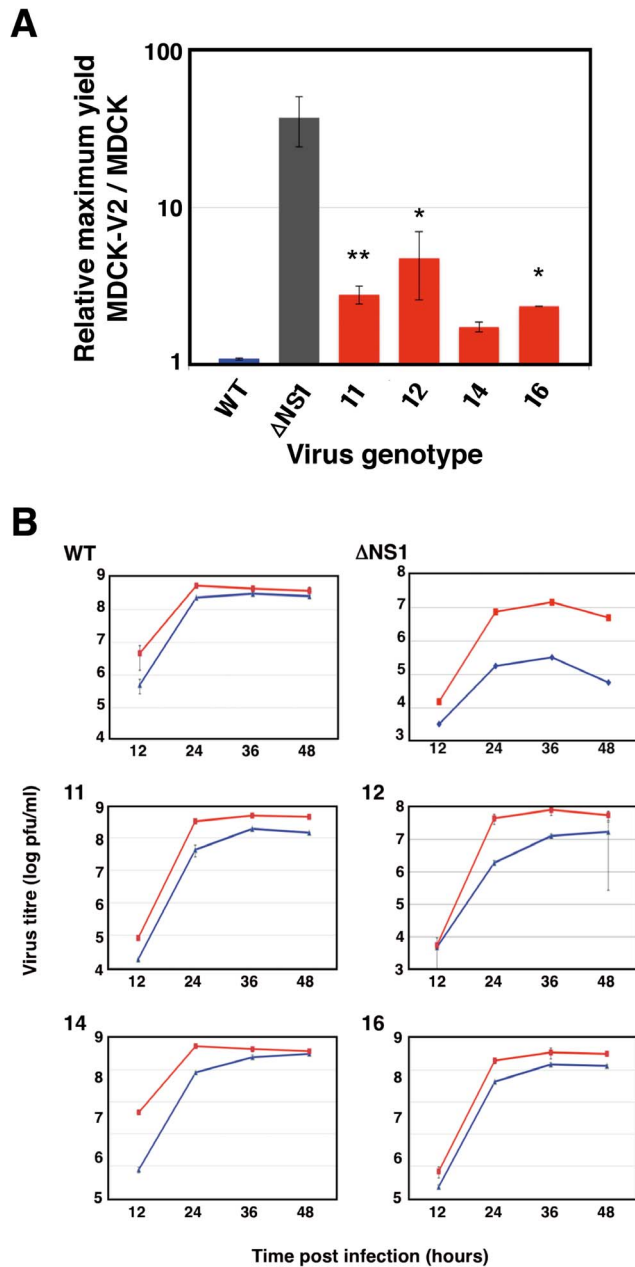 A
Relative maximum yield
MDCK-V2 / MDCK
100
10
1
**
*
*
WT
ΔNS1
11
12
14
16
Virus genotype
B
Virus titre (log pfu/ml)
WT
9
8
7
6
5
4
12 24 36 48
ΔNS1
8
7
6
5
4
3
12 24 36 48
11
9
8
7
6
5
4
12 24 36 48
12
8
7
6
5
4
3
12 24 36 48
14
9
8
7
6
5
12 24 36 48
16
9
8
7
6
5
12 24 36 48
Time post infection (hours)